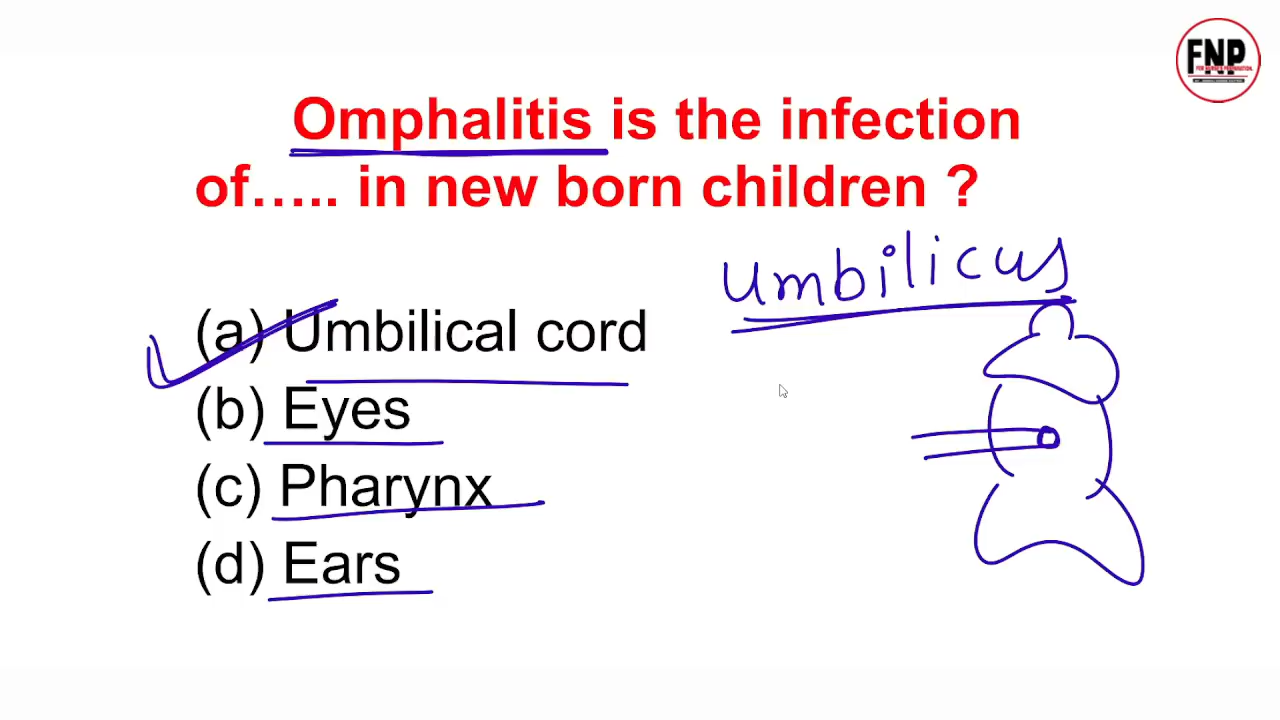 FNP
Omphalitis is the infection
of….. in new born children ?
Umbilicus
(a) Umbilical cord
(b) Eyes
(c) Pharynx
(d) Ears